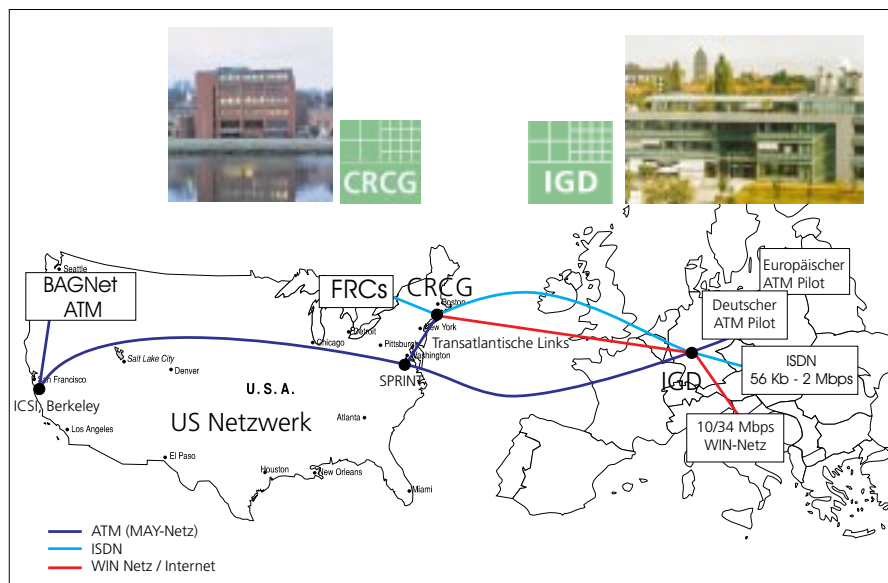 CRCG
IGD
Seattle
BAGNet
ATM
FRCs
CRCG
Boston
Europäischer
ATM Pilot
Deutscher
ATM Pilot
Detroit
New York
Chicago
Pittsburgh
Transatlantische Links
Washington
Salt Lake City
Denver
San Francisco
SPRINT
IGD
ISDN
56 Kb - 2 Mbps
U.S.A.
ICSI, Berkeley
US Netzwerk
Atlanta
Los Angeles
10/34 Mbps
WIN-Netz
El Paso
Houston
New Orleans
Miami
ATM (MAY-Netz)
ISDN
WIN Netz / Internet